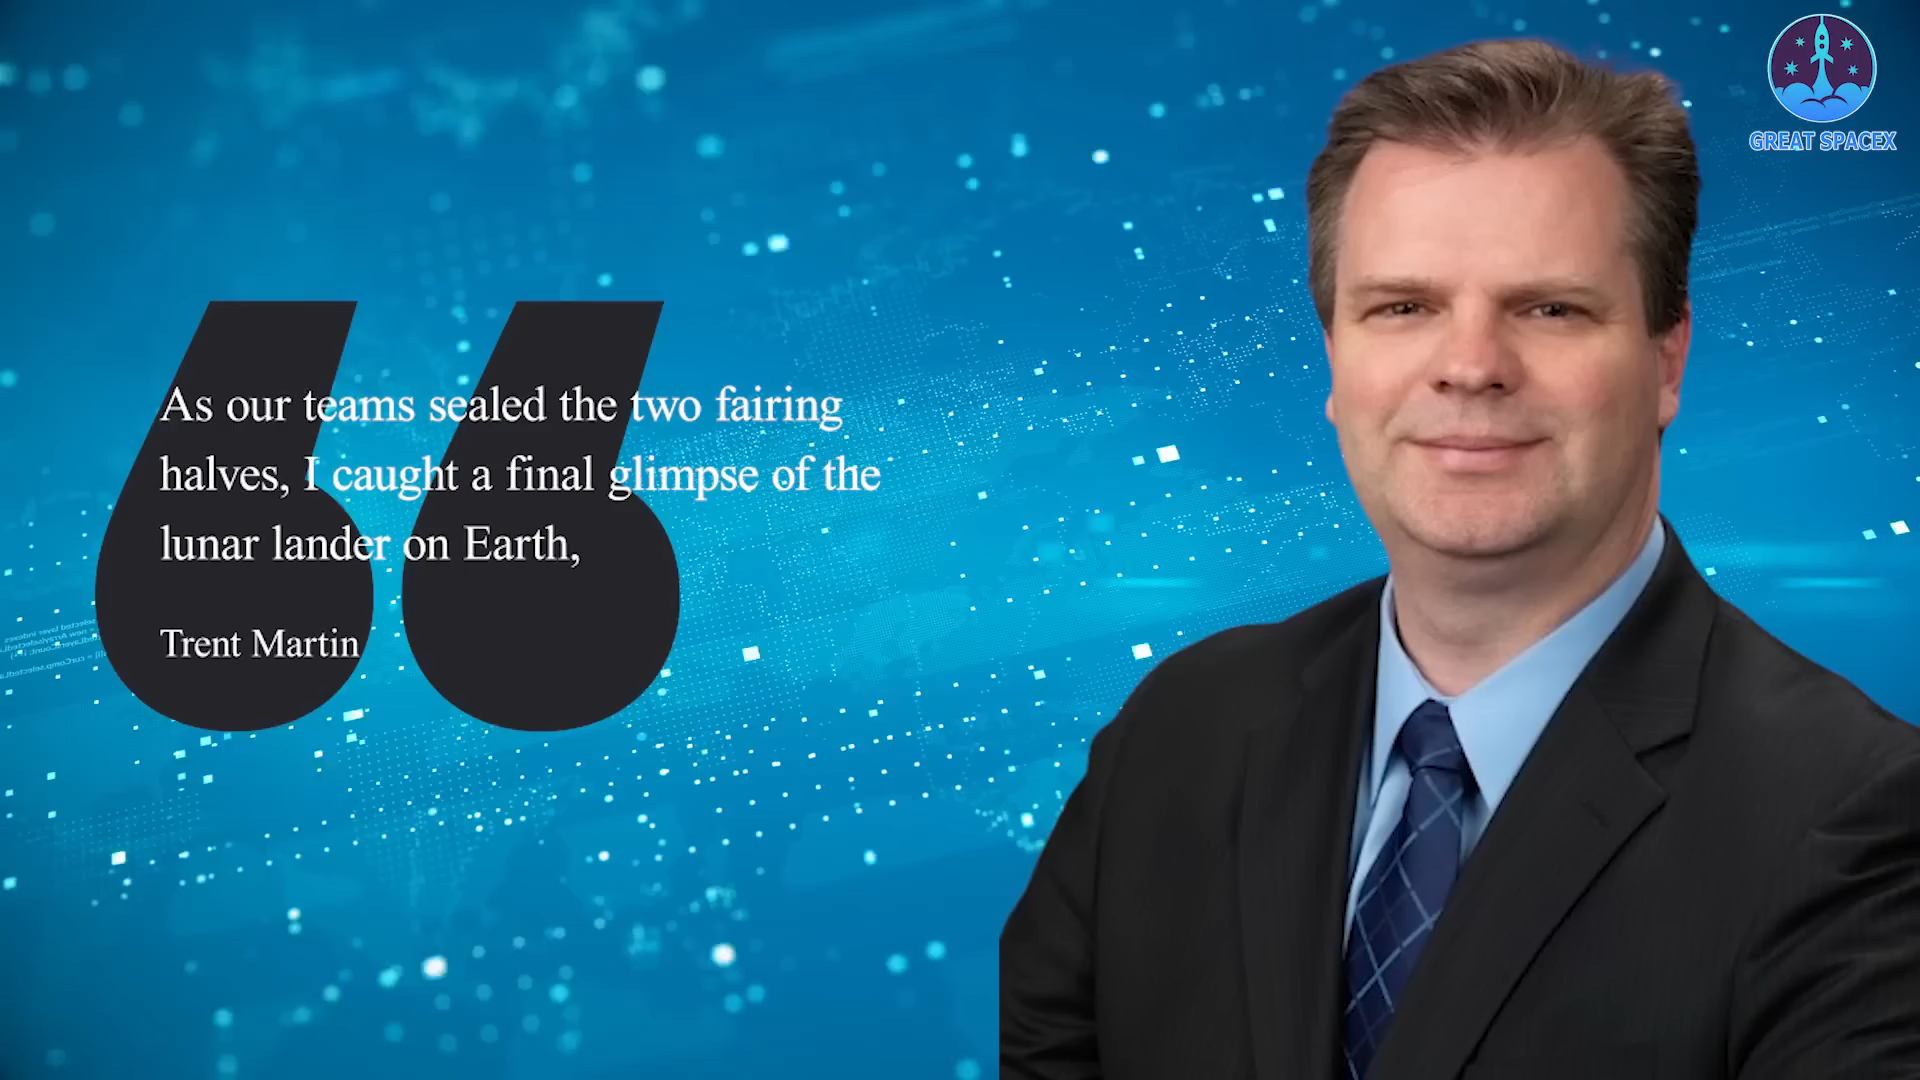 GREAT SPACEX
As our teams sealed the two fairing
halves, I caught a final glimpse of the
lunar lander on Earth,
Trent Martin